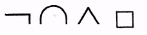 ¬ ∩ ∧ □